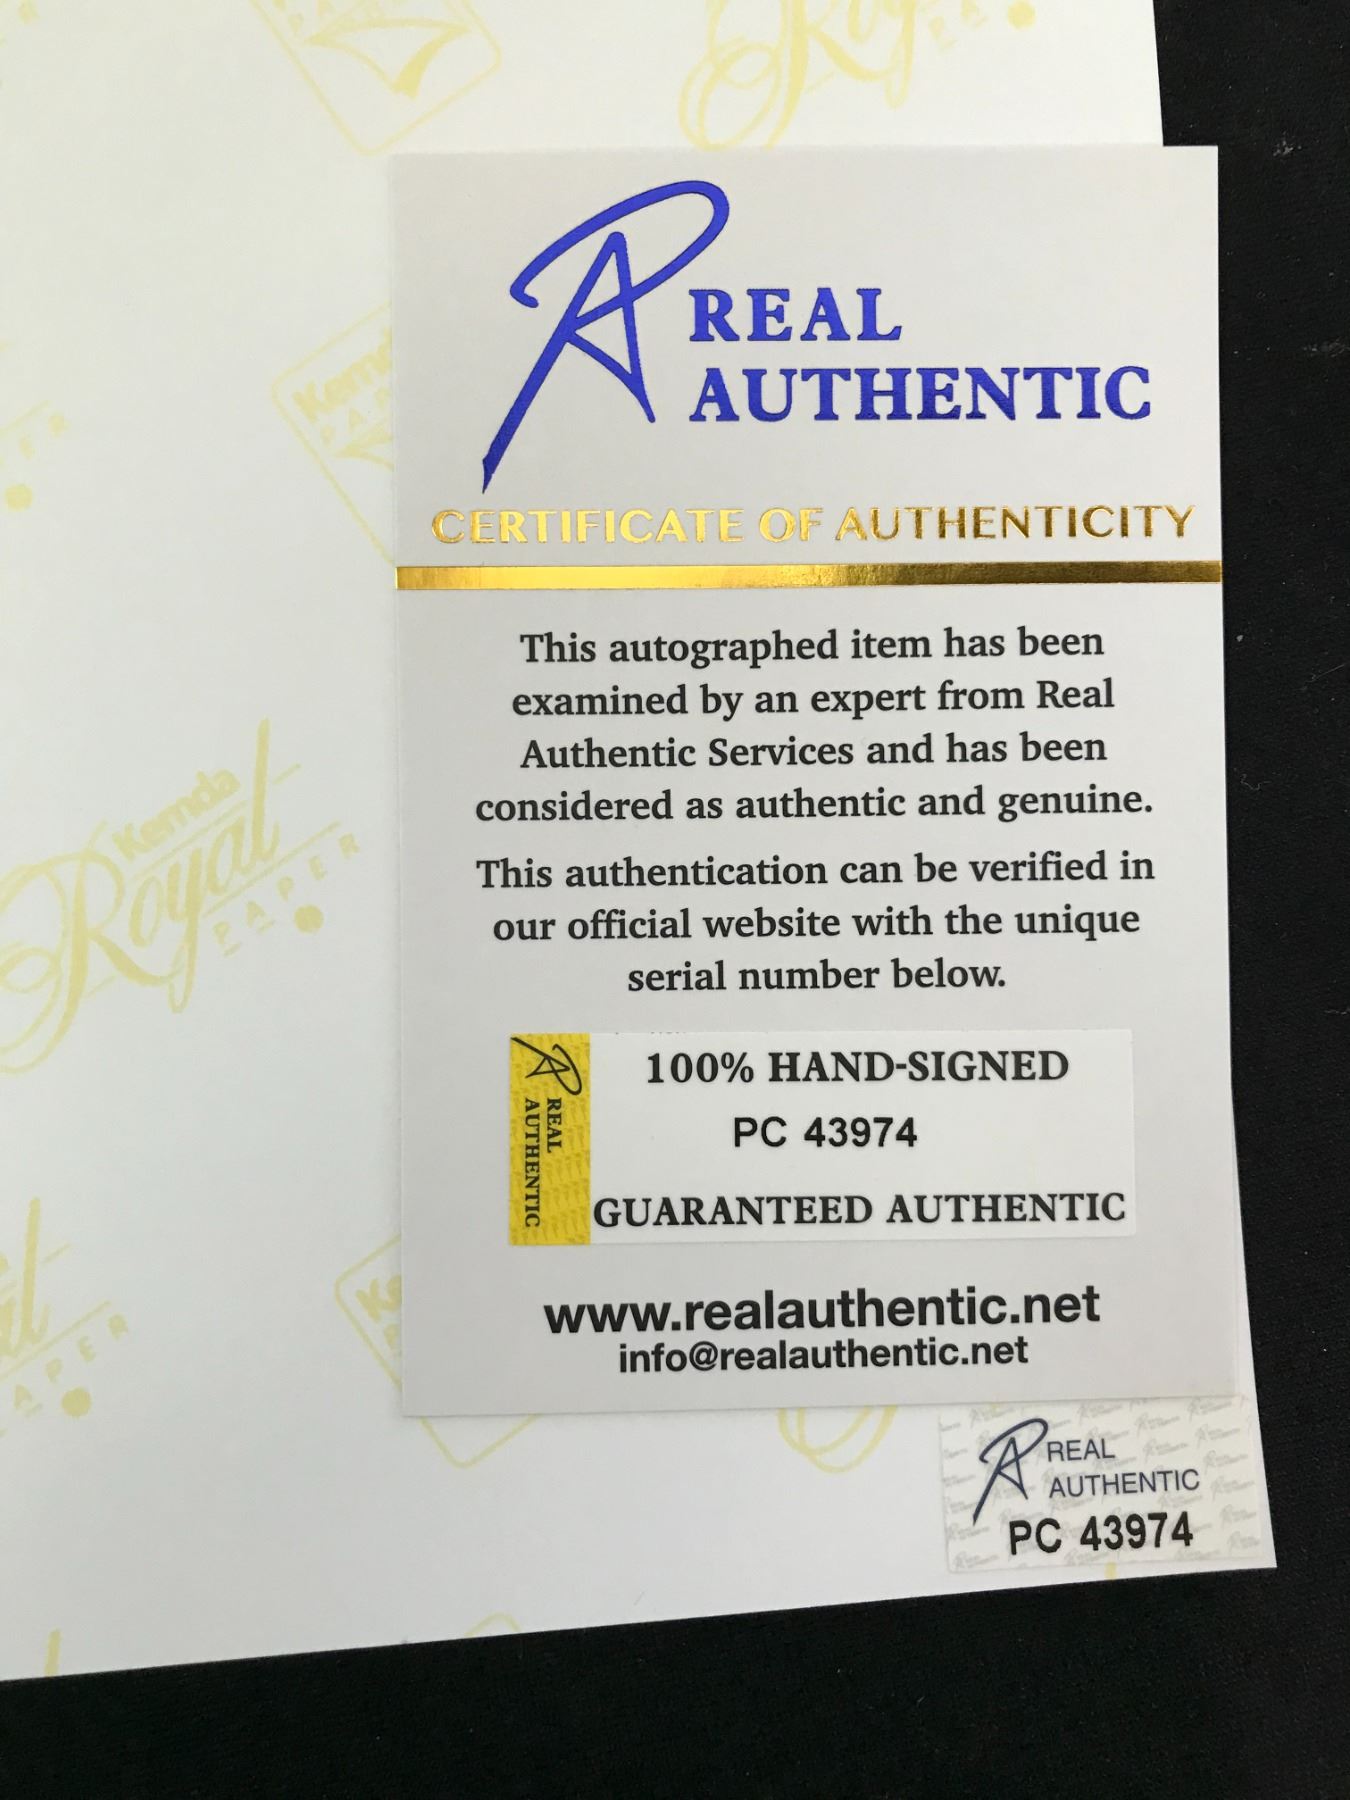 REAL
AUTHENTIC
CERTIFICATE OF AUTHENTICITY
This autographed item has been
examined by an expert from Real
Authentic Services and has been
considered as authentic and genuine.
This authentication can be verified in
our official website with the unique
serial number below.
REAL
AUTHENTIC
100% HAND-SIGNED
PC 43974
GUARANTEED AUTHENTIC
www.realauthentic.net
info@realauthentic.net
REAL
AUTHENTIC
PC 43974
Kemda
Royal
PAPER